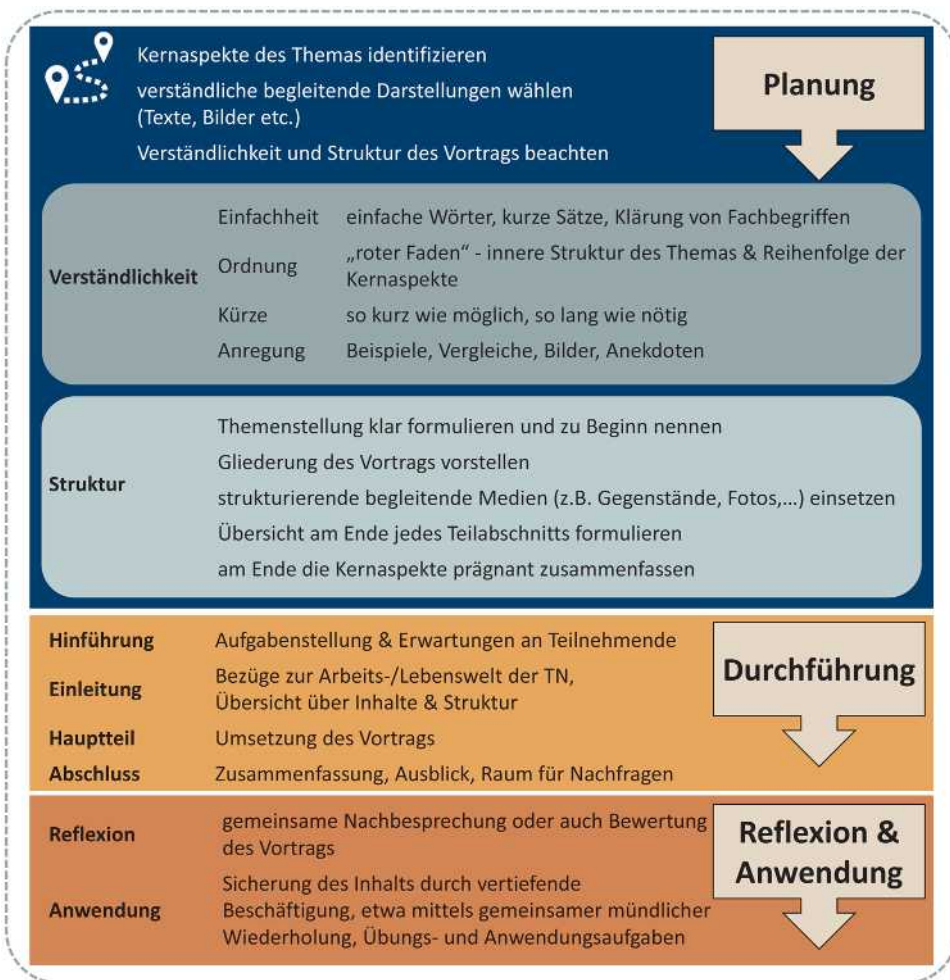 Kernaspekte des Themas identifizieren
verständliche begleitende Darstellungen wählen
(Texte, Bilder etc.)
Verständlichkeit und Struktur des Vortrags beachten
Planung
Verständlichkeit
Einfachheit einfache Wörter, kurze Sätze, Klärung von Fachbegriffen
Ordnung „roter Faden“ - innere Struktur des Themas & Reihenfolge der
Kernaspekte
Kürze so kurz wie möglich, so lang wie nötig
Anregung Beispiele, Vergleiche, Bilder, Anekdoten
Struktur
Themenstellung klar formulieren und zu Beginn nennen
Gliederung des Vortrags vorstellen
strukturierende begleitende Medien (z.B. Gegenstände, Fotos,...) einsetzen
Übersicht am Ende jedes Teilabschnitts formulieren
am Ende die Kernaspekte prägnant zusammenfassen
Durchführung
Hinführung Aufgabenstellung & Erwartungen an Teilnehmende
Einleitung Bezüge zur Arbeits-/Lebenswelt der TN,
Übersicht über Inhalte & Struktur
Hauptteil Umsetzung des Vortrags
Abschluss Zusammenfassung, Ausblick, Raum für Nachfragen
Reflexion &
Anwendung
Reflexion gemeinsame Nachbesprechung oder auch Bewertung
des Vortrags
Anwendung Sicherung des Inhalts durch vertiefende
Beschäftigung, etwa mittels gemeinsamer mündlicher
Wiederholung, Übungs- und Anwendungsaufgaben